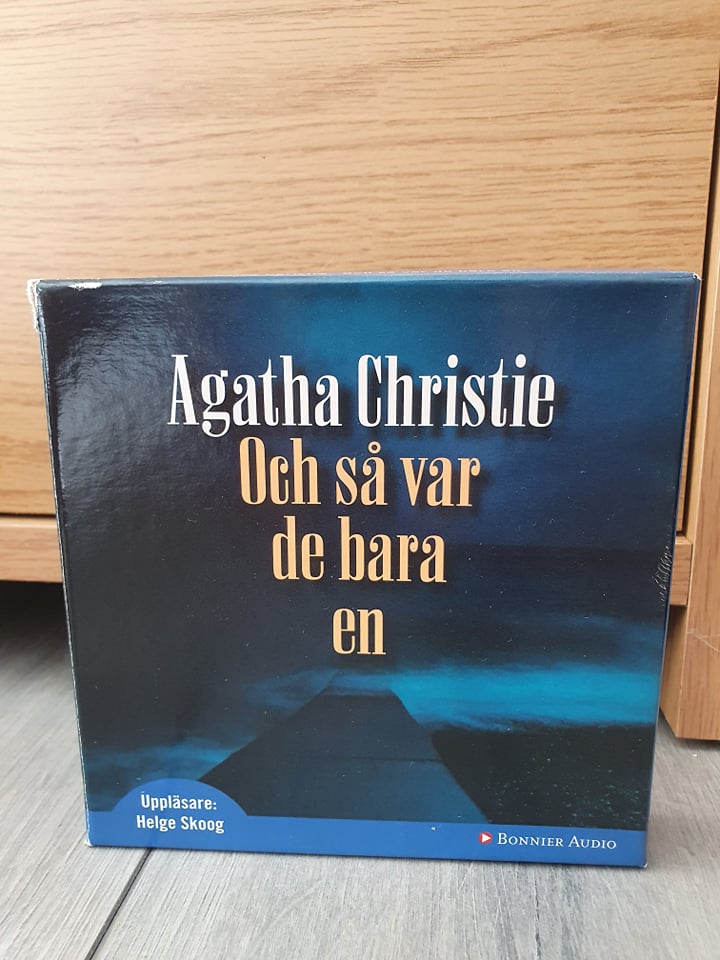 Agatha Christie
Och så var
de bara
en
Uppläsare:
Helge Skoog
BONNIER AUDIO